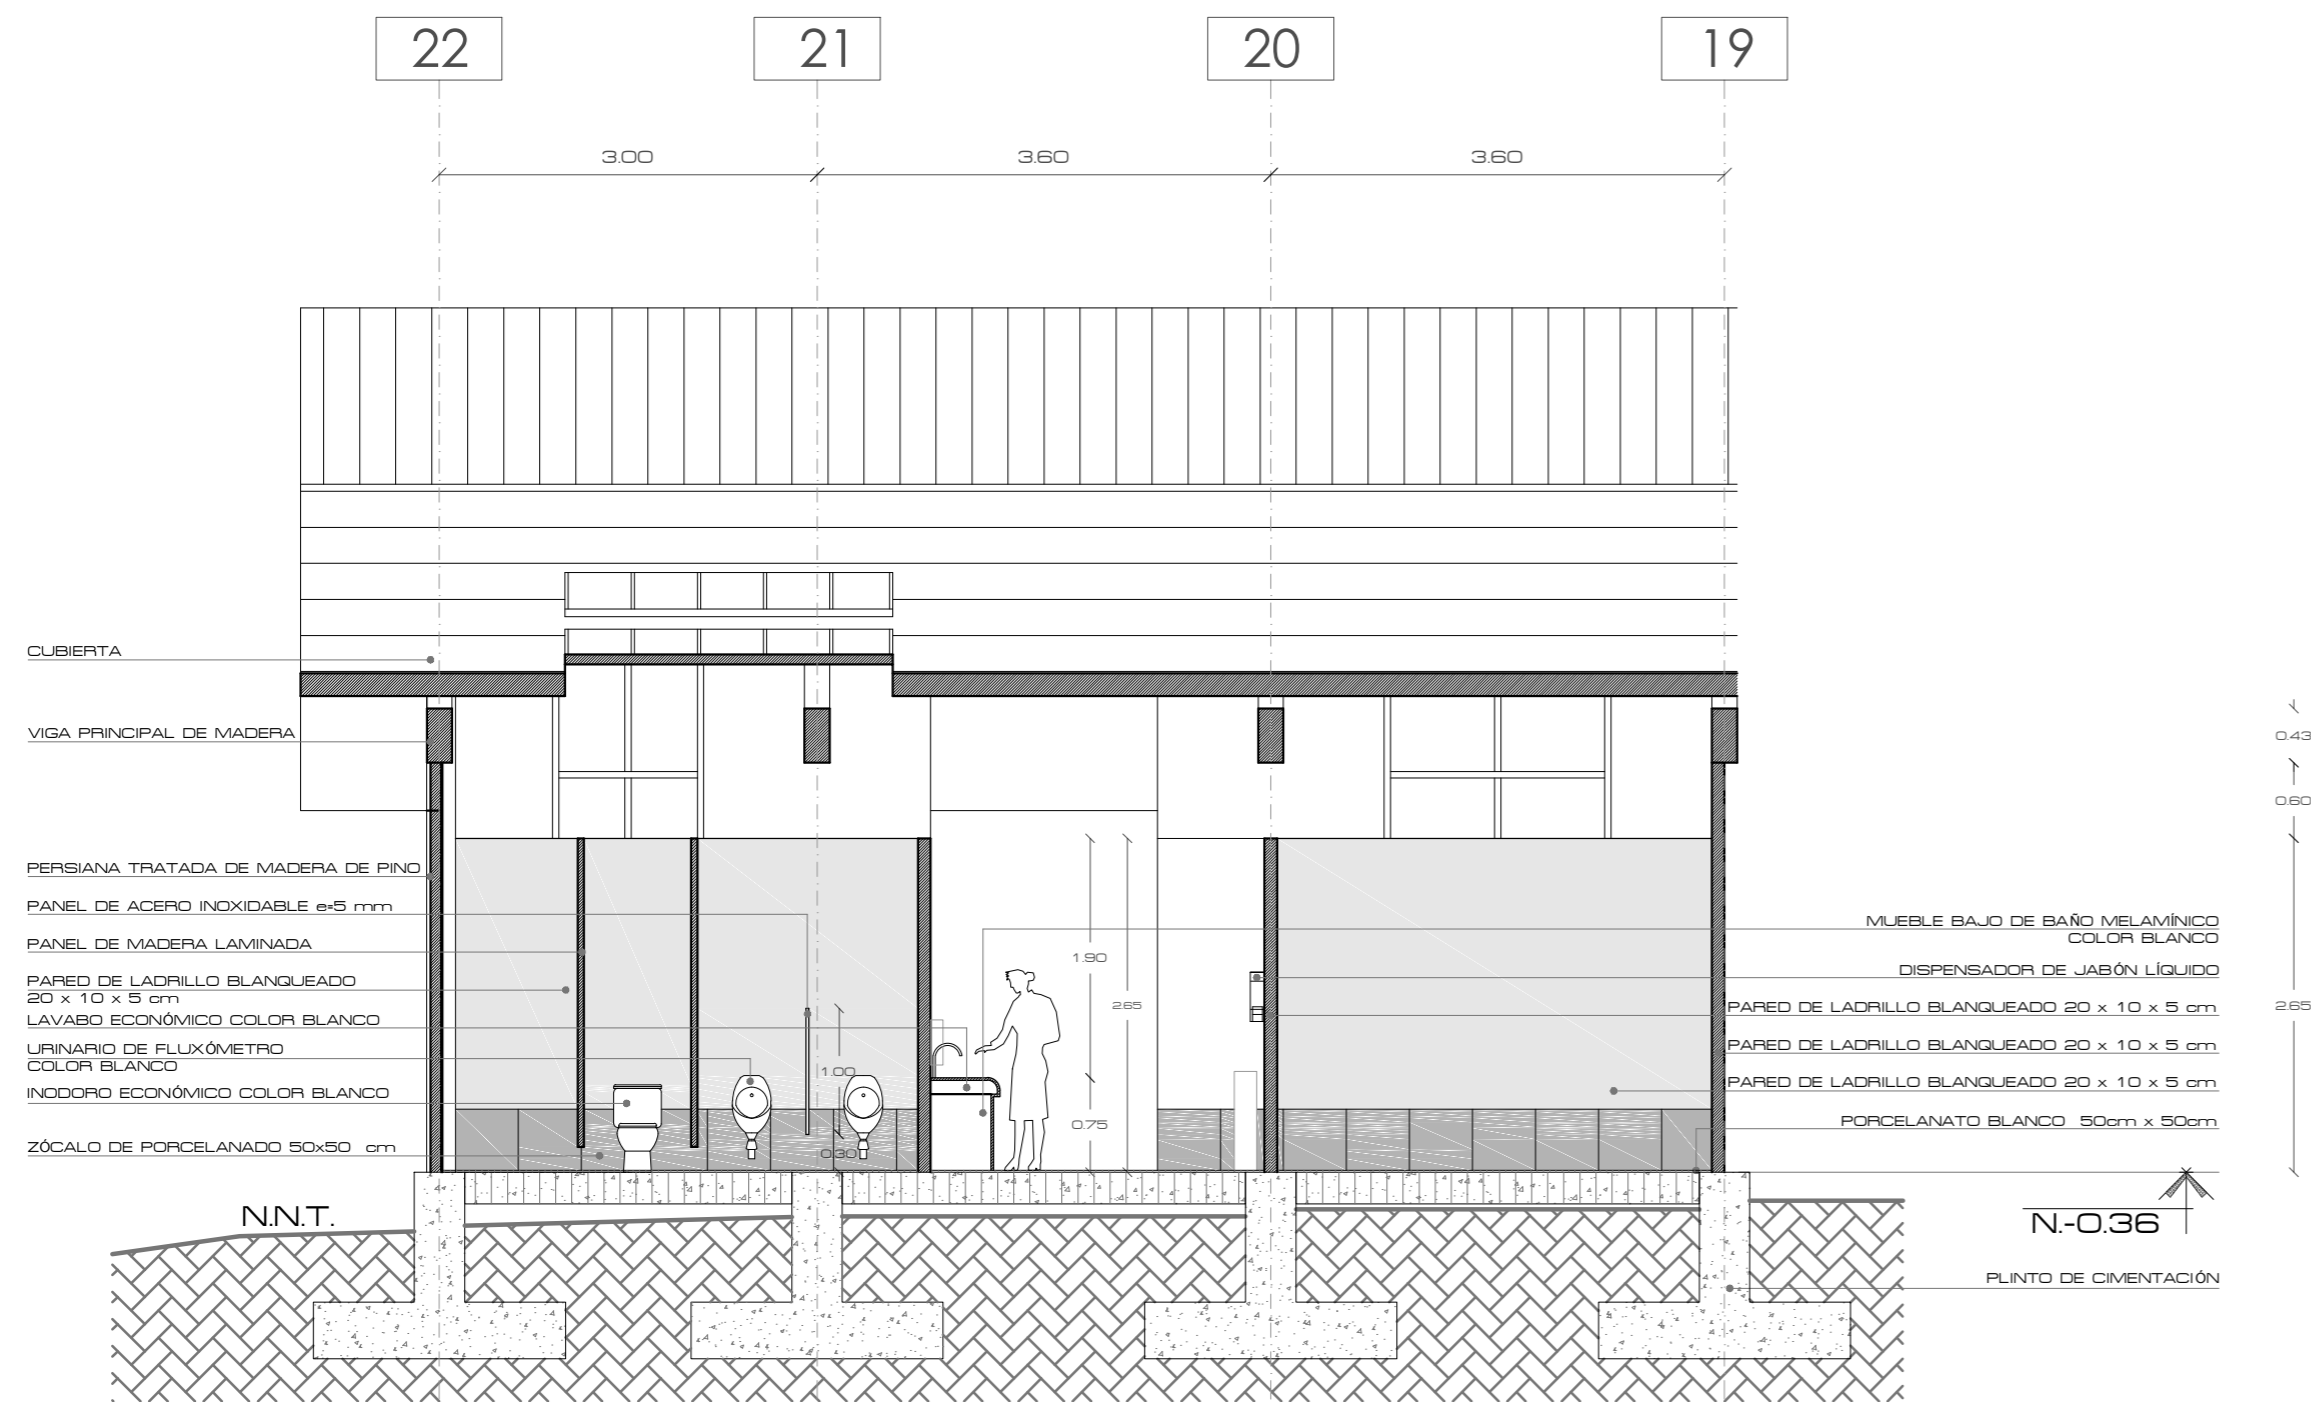 22
21
20
19
3.00
3.60
3.60
CUBIERTA
VIGA PRINCIPAL DE MADERA
0.43
0.60
PERSIANA TRATADA DE MADERA DE PINO
PANEL DE ACERO INOXIDABLE e=5 mm
PANEL DE MADERA LAMINADA
PARED DE LADRILLO BLANQUEADO
20 x 10 x 5 cm
LAVABO ECONÓMICO COLOR BLANCO
URINARIO DE FLUXÓMETRO
COLOR BLANCO
INODORO ECONÓMICO COLOR BLANCO
ZÓCALO DE PORCELANADO 50x50 cm
1.00
0.30
1.90
2.65
0.75
MUEBLE BAJO DE BAÑO MELAMÍNICO
COLOR BLANCO
DISPENSADOR DE JABÓN LÍQUIDO
PARED DE LADRILLO BLANQUEADO 20 x 10 x 5 cm
PARED DE LADRILLO BLANQUEADO 20 x 10 x 5 cm
PARED DE LADRILLO BLANQUEADO 20 x 10 x 5 cm
PORCELANATO BLANCO 50cm x 50cm
2.65
N.N.T.
N.-0.36
PLINTO DE CIMENTACIÓN